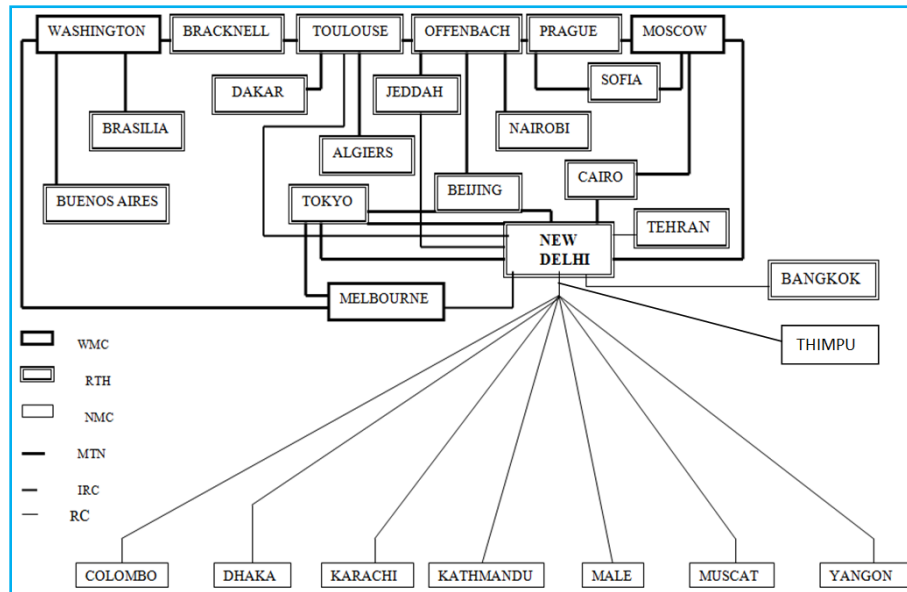 WASHINGTON
BRACKNELL
TOULOUSE
OFFENBACH
PRAGUE
MOSCOW
DAKAR
JEDDAH
SOFIA
BRASILIA
NAIROBI
ALGIERS
BUENOS AIRES
TOKYO
BEIJING
CAIRO
NEW
DELHI
TEHRAN
MELBOURNE
BANGKOK
THIMPU
WMC
RTH
NMC
MTN
IRC
RC
COLOMBO
DHAKA
KARACHI
KATHMANDU
MALE
MUSCAT
YANGON